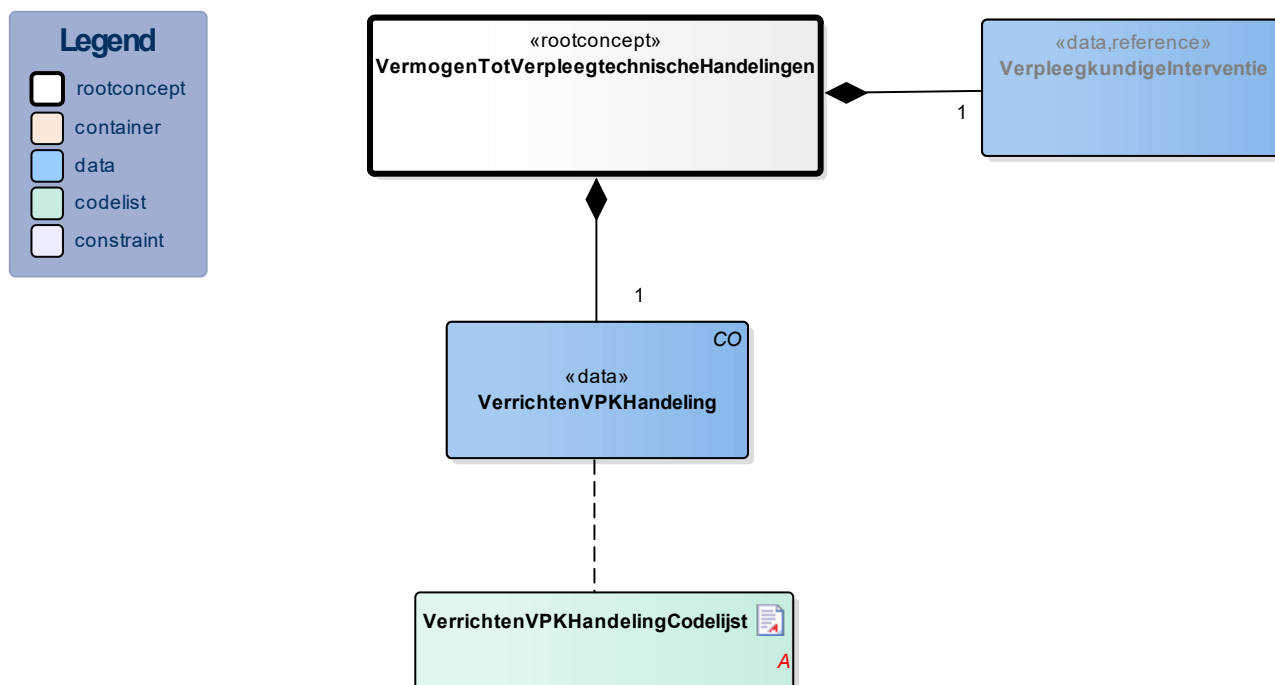 Legend
rootconcept
container
data
codelist
constraint
«rootconcept»
VermogenTotVerpleegtechnischeHandelingen
«data,reference»
VerpleegkundigeInterventie
1
1
CO
«data»
VerrichtenVPKHandeling
VerrichtenVPKHandelingCodelijst
A